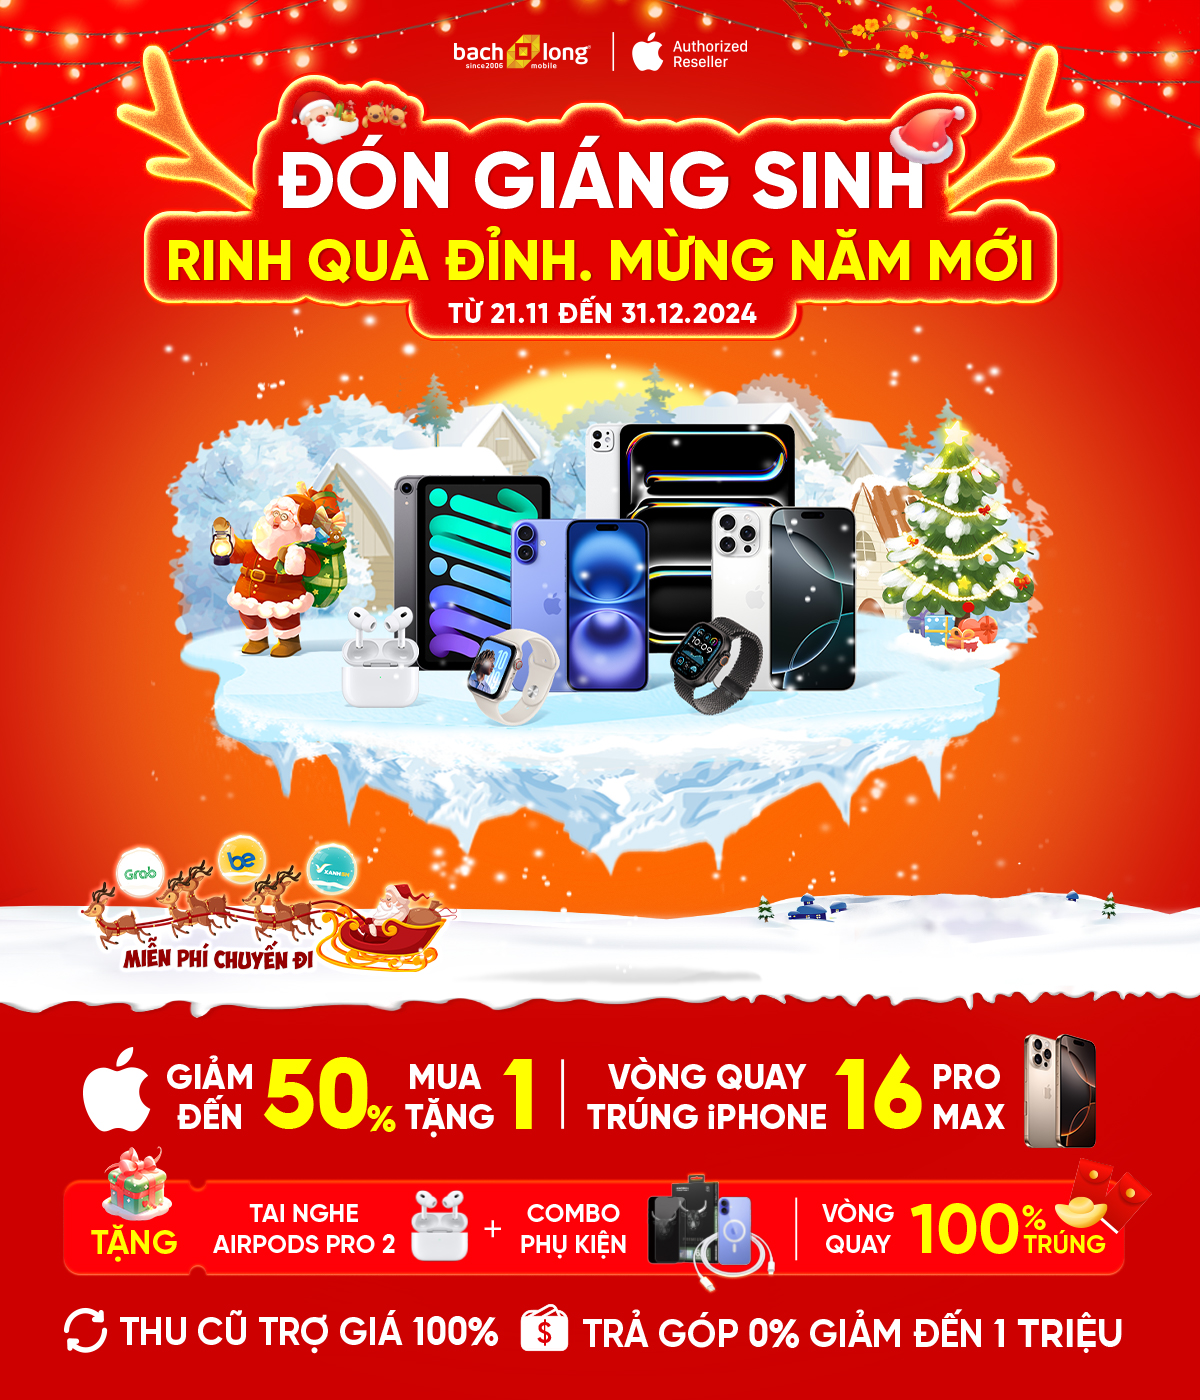 bach long
since2006 mobile
Authorized
Reseller
ĐÓN GIÁNG SINH
RINH QUÀ ĐỈNH. MỪNG NĂM MỚI
TỪ 21.11 ĐẾN 31.12.2024
Grab
be
XANH SM
MIỄN PHÍ CHUYẾN ĐI
GIẢM
ĐẾN
50%
MUA
TẶNG
1
VÒNG QUAY
TRÚNG iPHONE
16
PRO
MAX
TẶNG
TAI NGHE
AIRPODS PRO 2
+
COMBO
PHỤ KIỆN
VÒNG
QUAY
100%
TRÚNG
THU CŨ TRỢ GIÁ 100%
$
TRẢ GÓP 0% GIẢM ĐẾN 1 TRIỆU